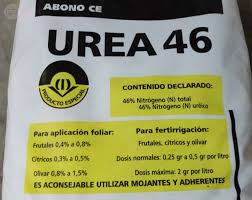 ABONO CE
UREA 46
PRODUCTO ESPECIAL
CONTENIDO DECLARADO:
46% Nitrógeno (N) total
46% Nitrógeno (N) uréico
Para aplicación foliar:
Frutales 0,4% a 0,8%
Cítricos 0,3% a 0,5%
Olivar 0,8% a 1,5%
Para fertirrigación:
Frutales, cítricos y olivar
Dosis normales: 0,25 gr a 0,5 gr por litro
Dosis máxima: 2 gr por litro
ES ACONSEJABLE UTILIZAR MOJANTES Y ADHERENTES